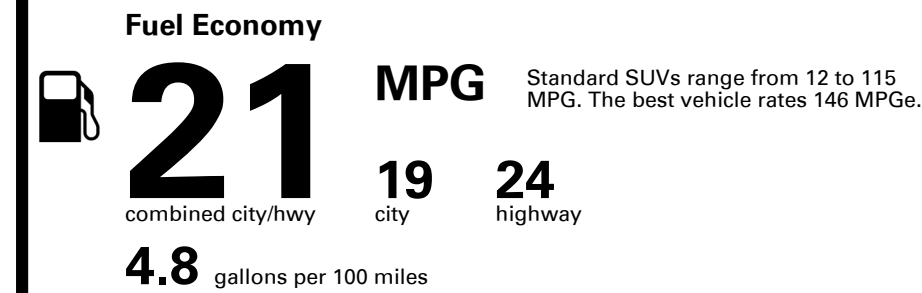 Fuel Economy
21 MPG
Standard SUVs range from 12 to 115
MPG. The best vehicle rates 146 MPGe.
combined city/hwy
19
city
24
highway
4.8 gallons per 100 miles